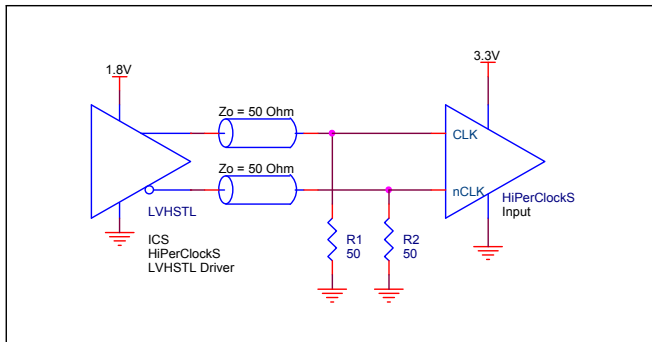 1.8V
3.3V
Zo = 50 Ohm
CLK
Zo = 50 Ohm
nCLK
LVHSTL
HiPerClockS
Input
ICS
HiPerClockS
LVHSTL Driver
R1
50
R2
50